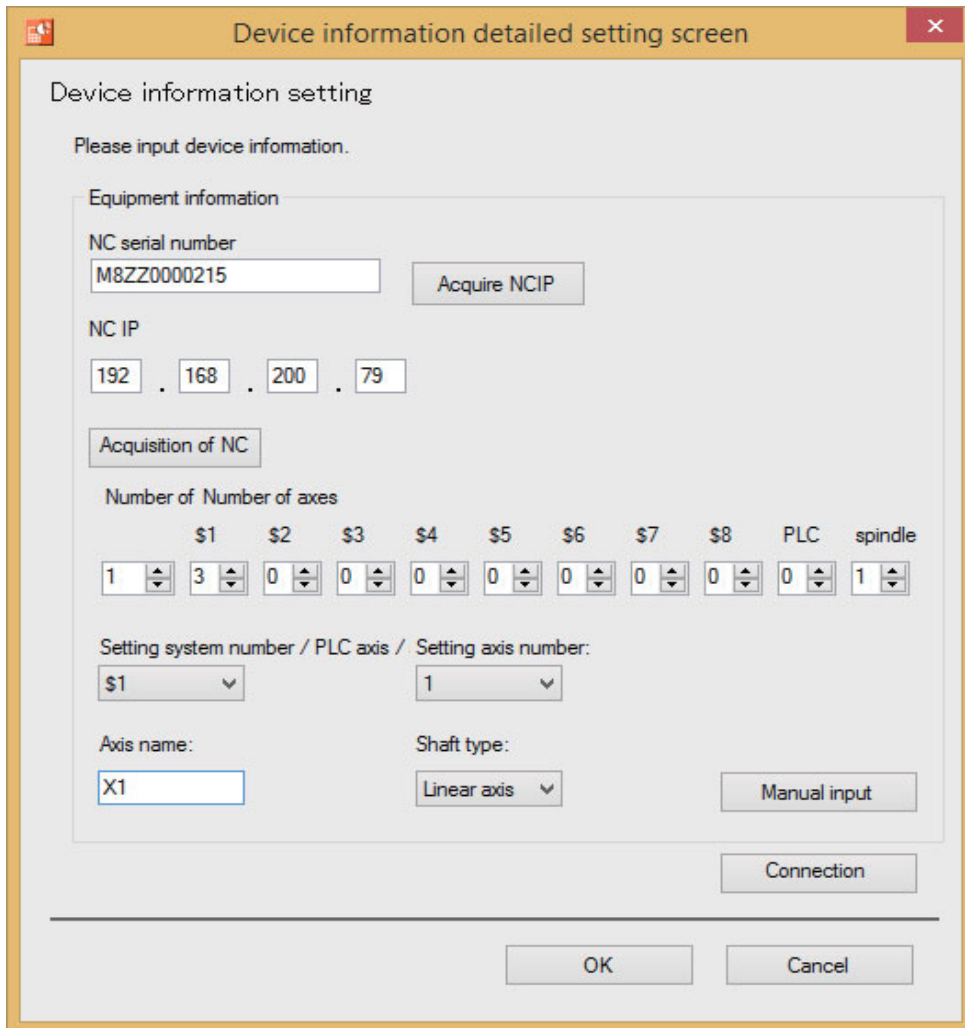 Device information detailed setting screen
Device information setting
Please input device information.
Equipment information
NC serial number
M8ZZ0000215
Acquire NCIP
NC IP
192 . 168 . 200 . 79
Acquisition of NC
Number of Number of axes
$1 $2 $3 $4 $5 $6 $7 $8 PLC spindle
1 3 0 0 0 0 0 0 0 0 1
Setting system number / PLC axis / Setting axis number:
$1 1
Axis name: Shaft type:
X1 Linear axis Manual input
Connection
OK Cancel